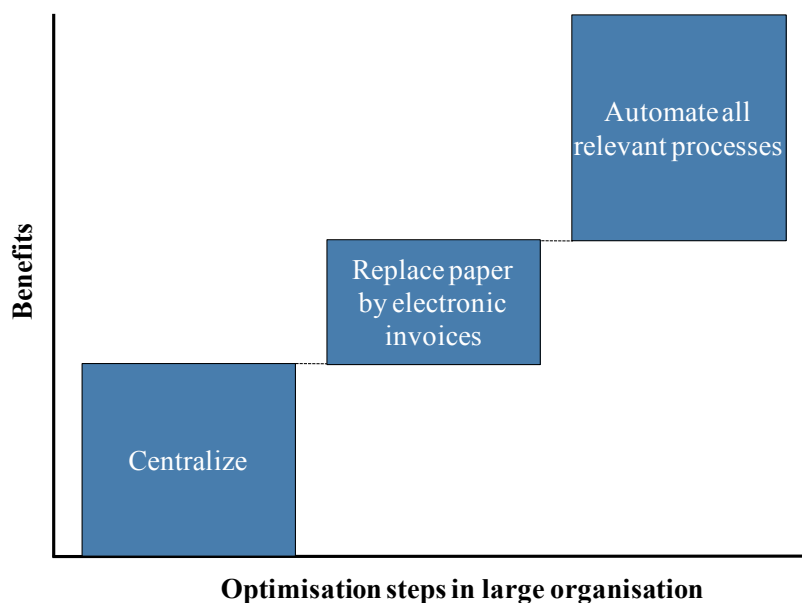 Automate all
relevant processes
Replace paper
by electronic
invoices
Centralize
Benefits
Optimisation steps in large organisation